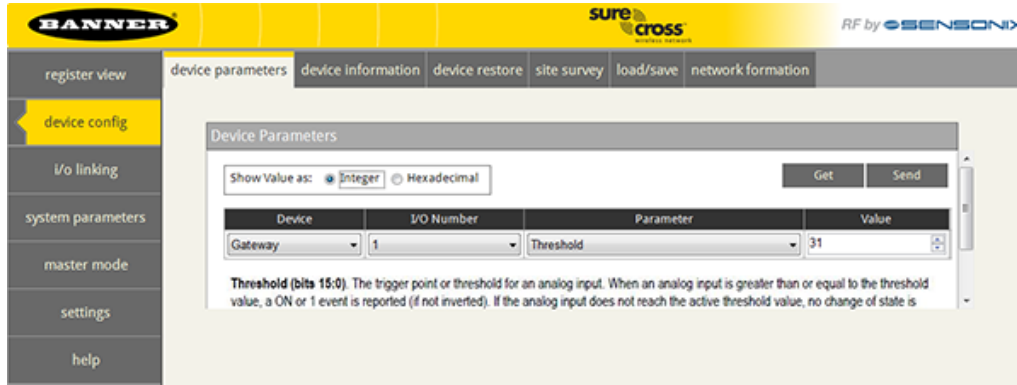 BANNER
sure cross
wireless network
RF by SENSONIX
register view
device config
i/o linking
system parameters
master mode
settings
help
device parameters device information device restore site survey load/save network formation
Device Parameters
Show Value as: Integer Hexadecimal
Get Send
Device I/O Number Parameter Value
Gateway 1 Threshold 31
Threshold (bits 15:0). The trigger point or threshold for an analog input. When an analog input is greater than or equal to the threshold
value, a ON or 1 event is reported (if not inverted). If the analog input does not reach the active threshold value, no change of state is